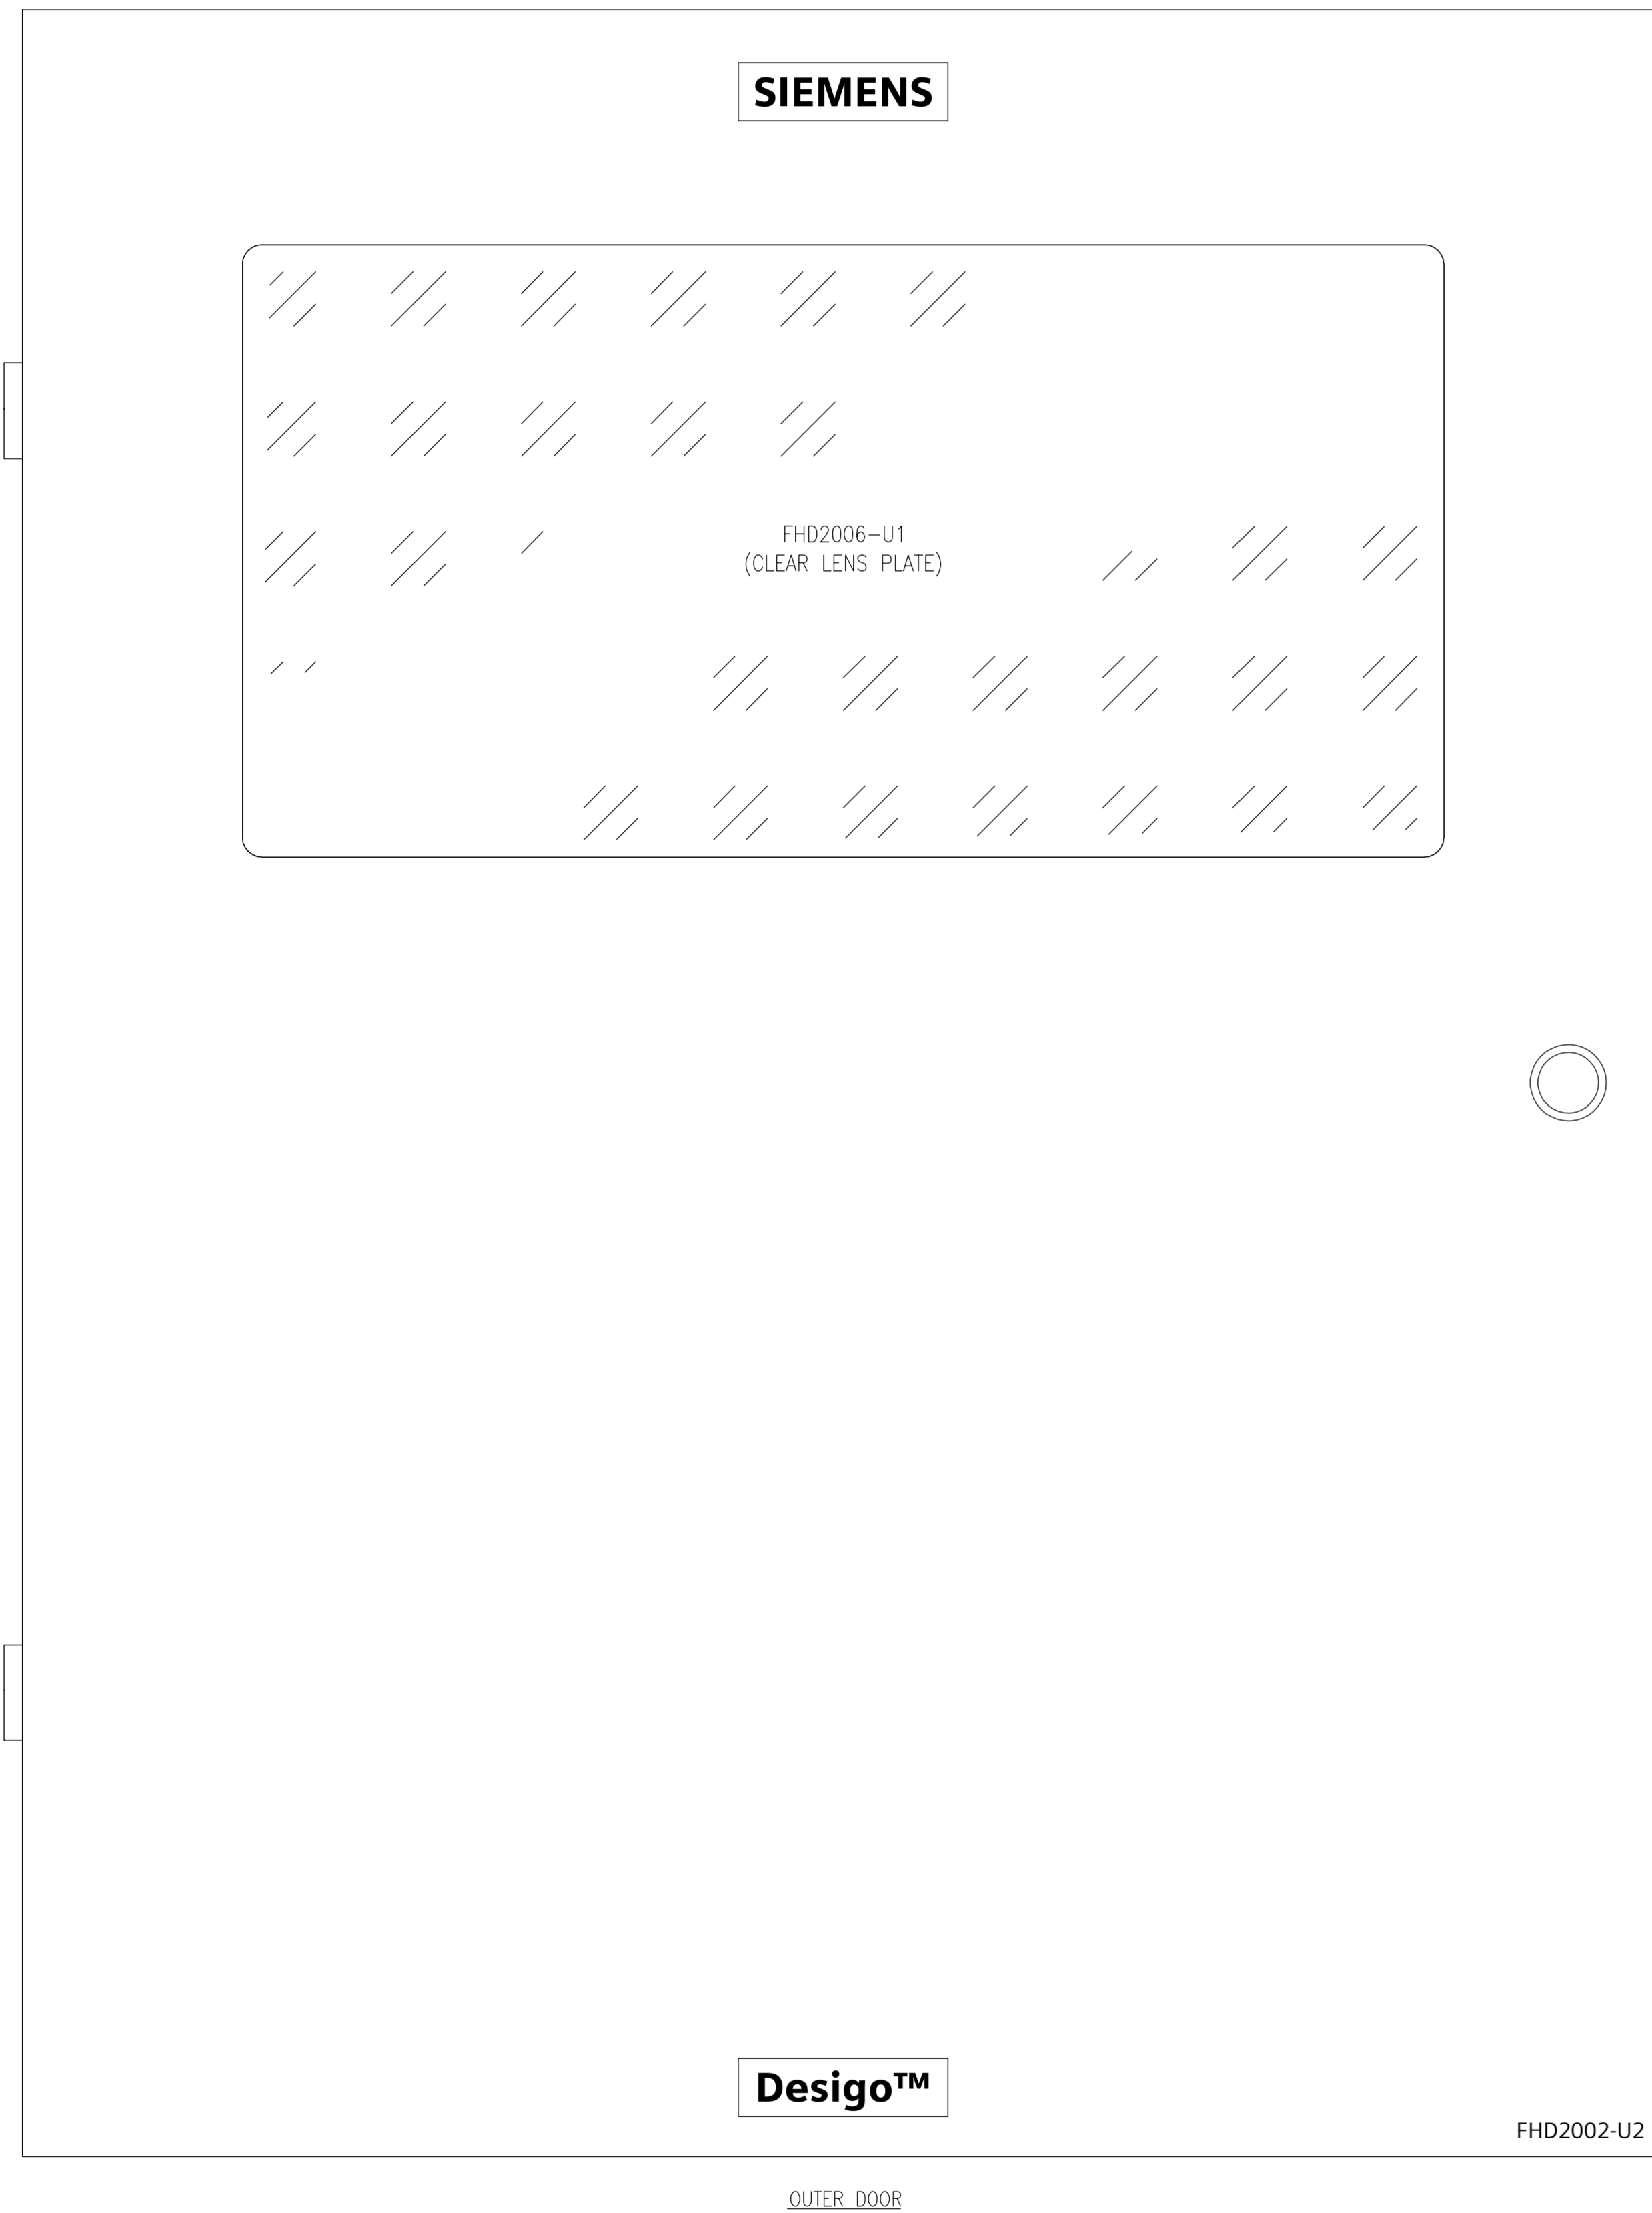 SIEMENS
FHD2006-U1
(CLEAR LENS PLATE)
Desigo™
FHD2002-U2
OUTER DOOR